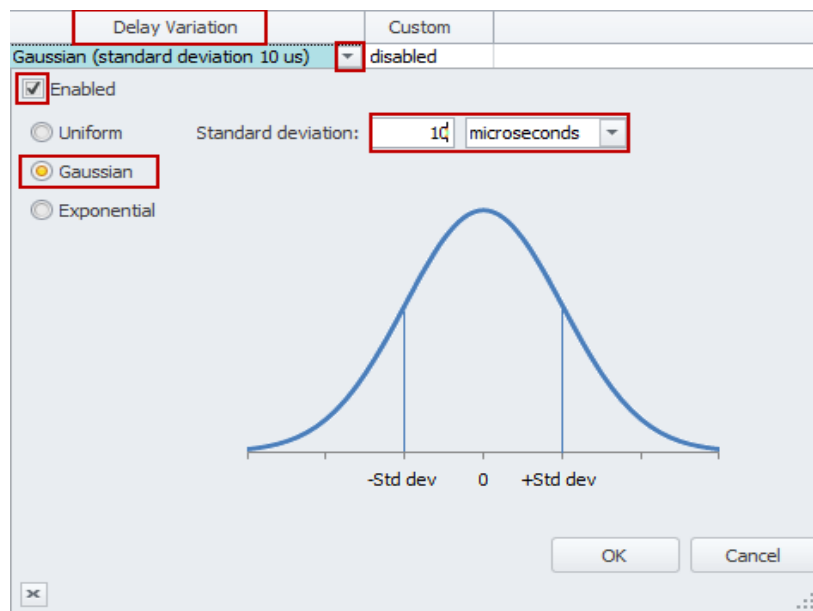 Delay Variation Custom
Gaussian (standard deviation 10 us) disabled
Enabled
Uniform Standard deviation: 10 microseconds
Gaussian
Exponential
-Std dev 0 +Std dev
OK Cancel